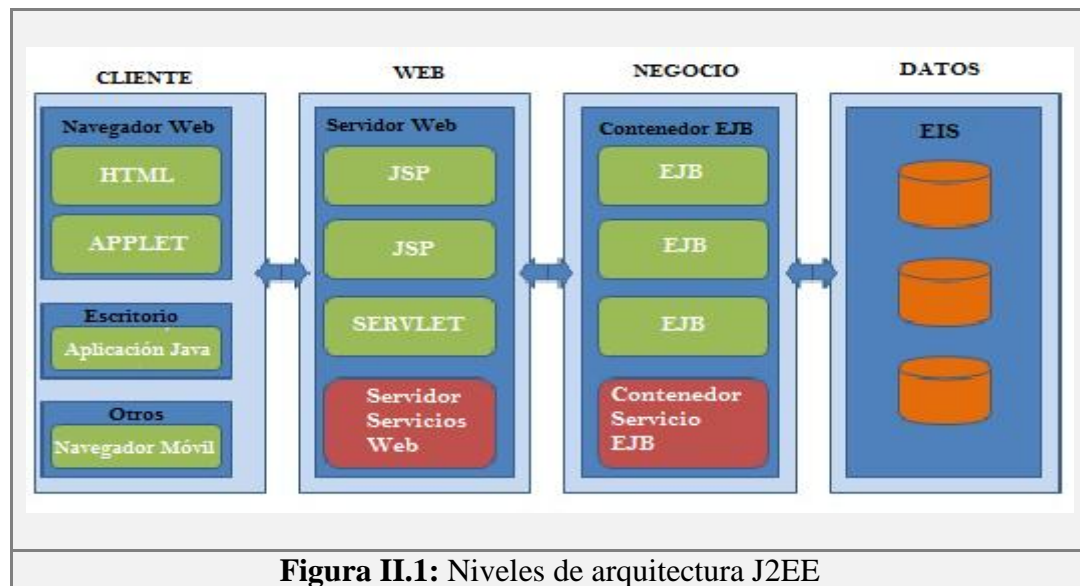 CLIENTE
WEB
NEGOCIO
DATOS
Navegador Web
HTML
APPLET
Escritorio
Aplicación Java
Otros
Navegador Móvil
Servidor Web
JSP
JSP
SERVLET
Servidor
Servicios
Web
Contenedor EJB
EJB
EJB
EJB
Contenedor
Servicio
EJB
EIS
Figura II.1: Niveles de arquitectura J2EE